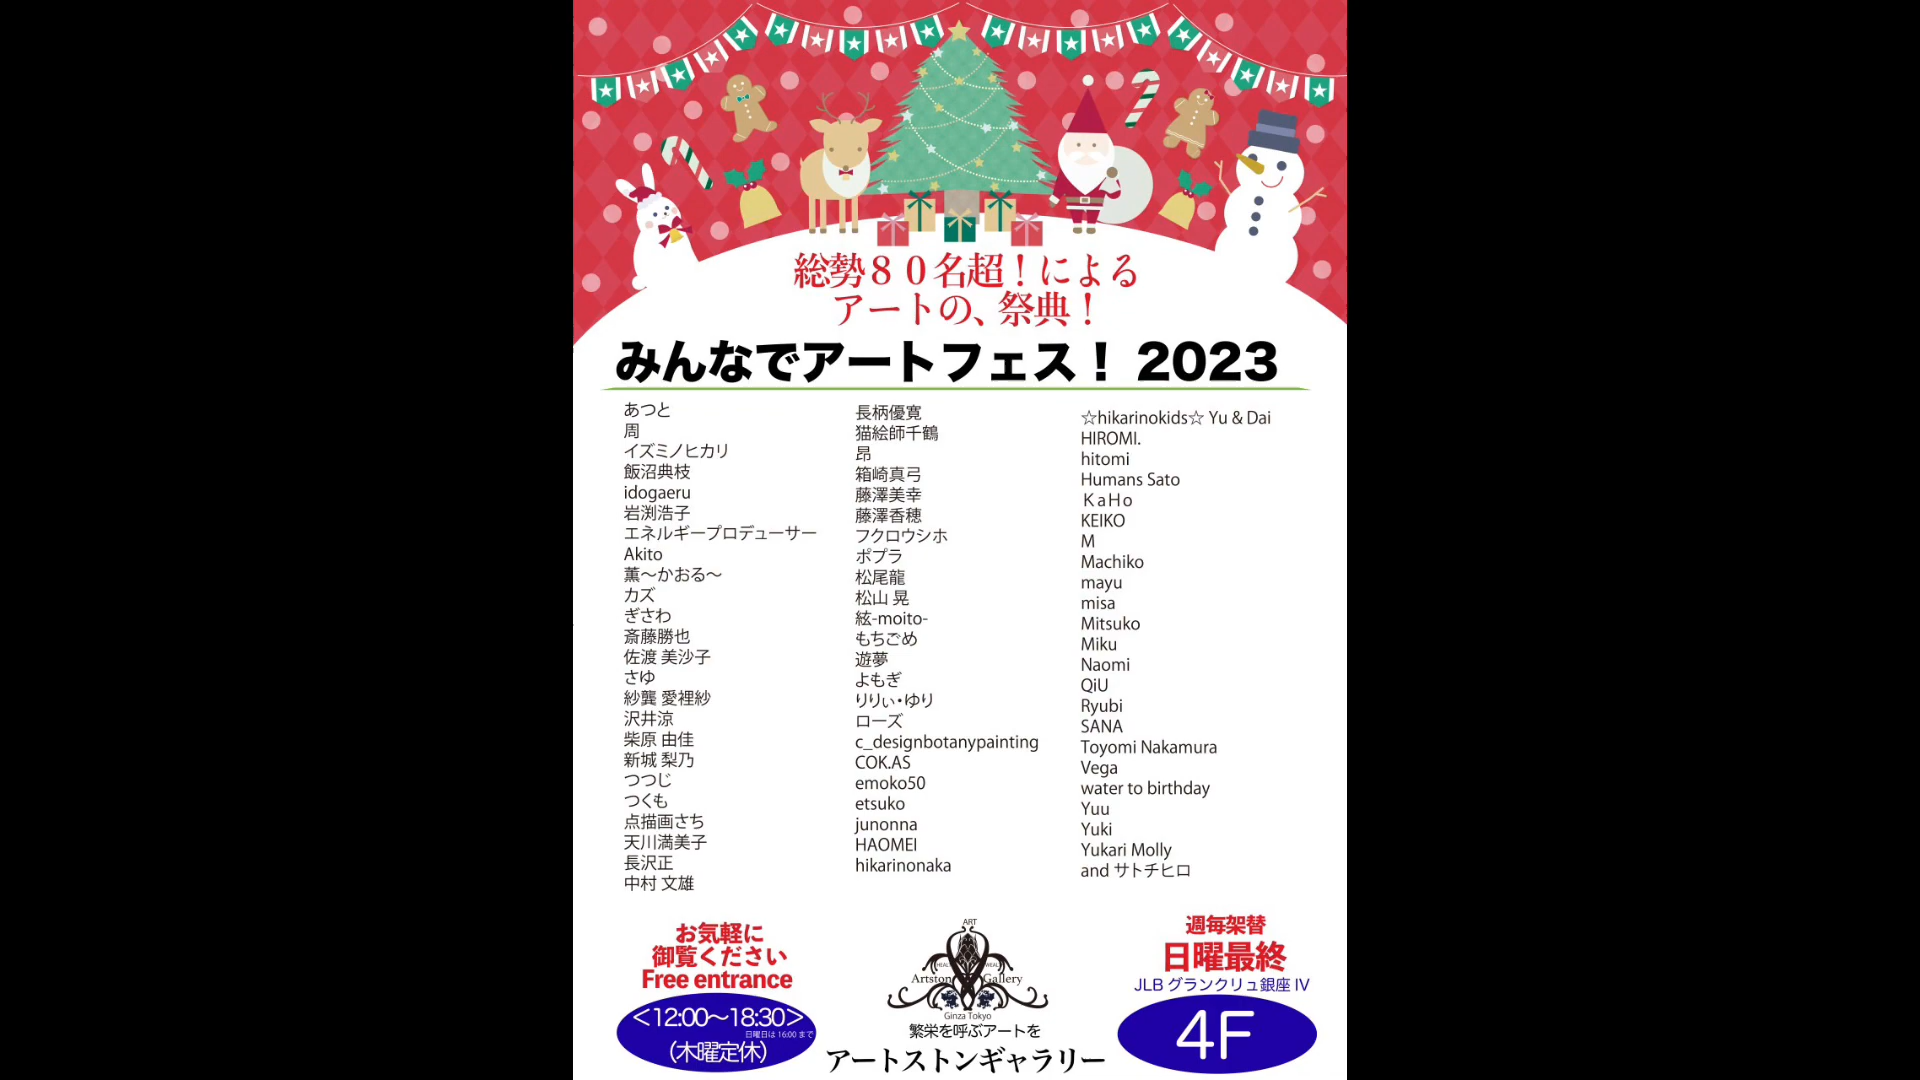 総勢８０名超！による
アートの、祭典！
みんなでアートフェス！ 2023
あつと
周
イズミノヒカリ
飯沼典枝
idogaeru
岩渕浩子
エネルギープロデューサー
Akito
薫～かおる～
カズ
ぎさわ
斎藤勝也
佐渡 美沙子
さゆ
紗龔 愛裡紗
沢井涼
柴原 由佳
新城 梨乃
つつじ
つくも
点描画さち
天川満美子
長沢正
中村 文雄
長柄優寛
猫絵師千鶴
昂
箱崎真弓
藤澤美幸
藤澤香穂
フクロウシホ
ポプラ
松尾龍
松山 晃
絃-moito-
もちごめ
遊夢
よもぎ
りりぃ・ゆり
ローズ
c_designbotanypainting
COK.AS
emoko50
etsuko
junonna
HAOMEI
hikarinonaka
☆hikarinokids☆ Yu & Dai
HIROMI.
hitomi
Humans Sato
ＫaＨo
KEIKO
M
Machiko
mayu
misa
Mitsuko
Miku
Naomi
QiU
Ryubi
SANA
Toyomi Nakamura
Vega
water to birthday
Yuu
Yuki
Yukari Molly
and サトチヒロ
お気軽に
御覧ください
Free entrance
＜12:00～18:30＞
日曜日は 16:00 まで
(木曜定休)
ART
Artston Gallery
Ginza Tokyo
繁栄を呼ぶアートを
アートストンギャラリー
週毎架替
日曜最終
JLB グランクリュ銀座 IV
4F